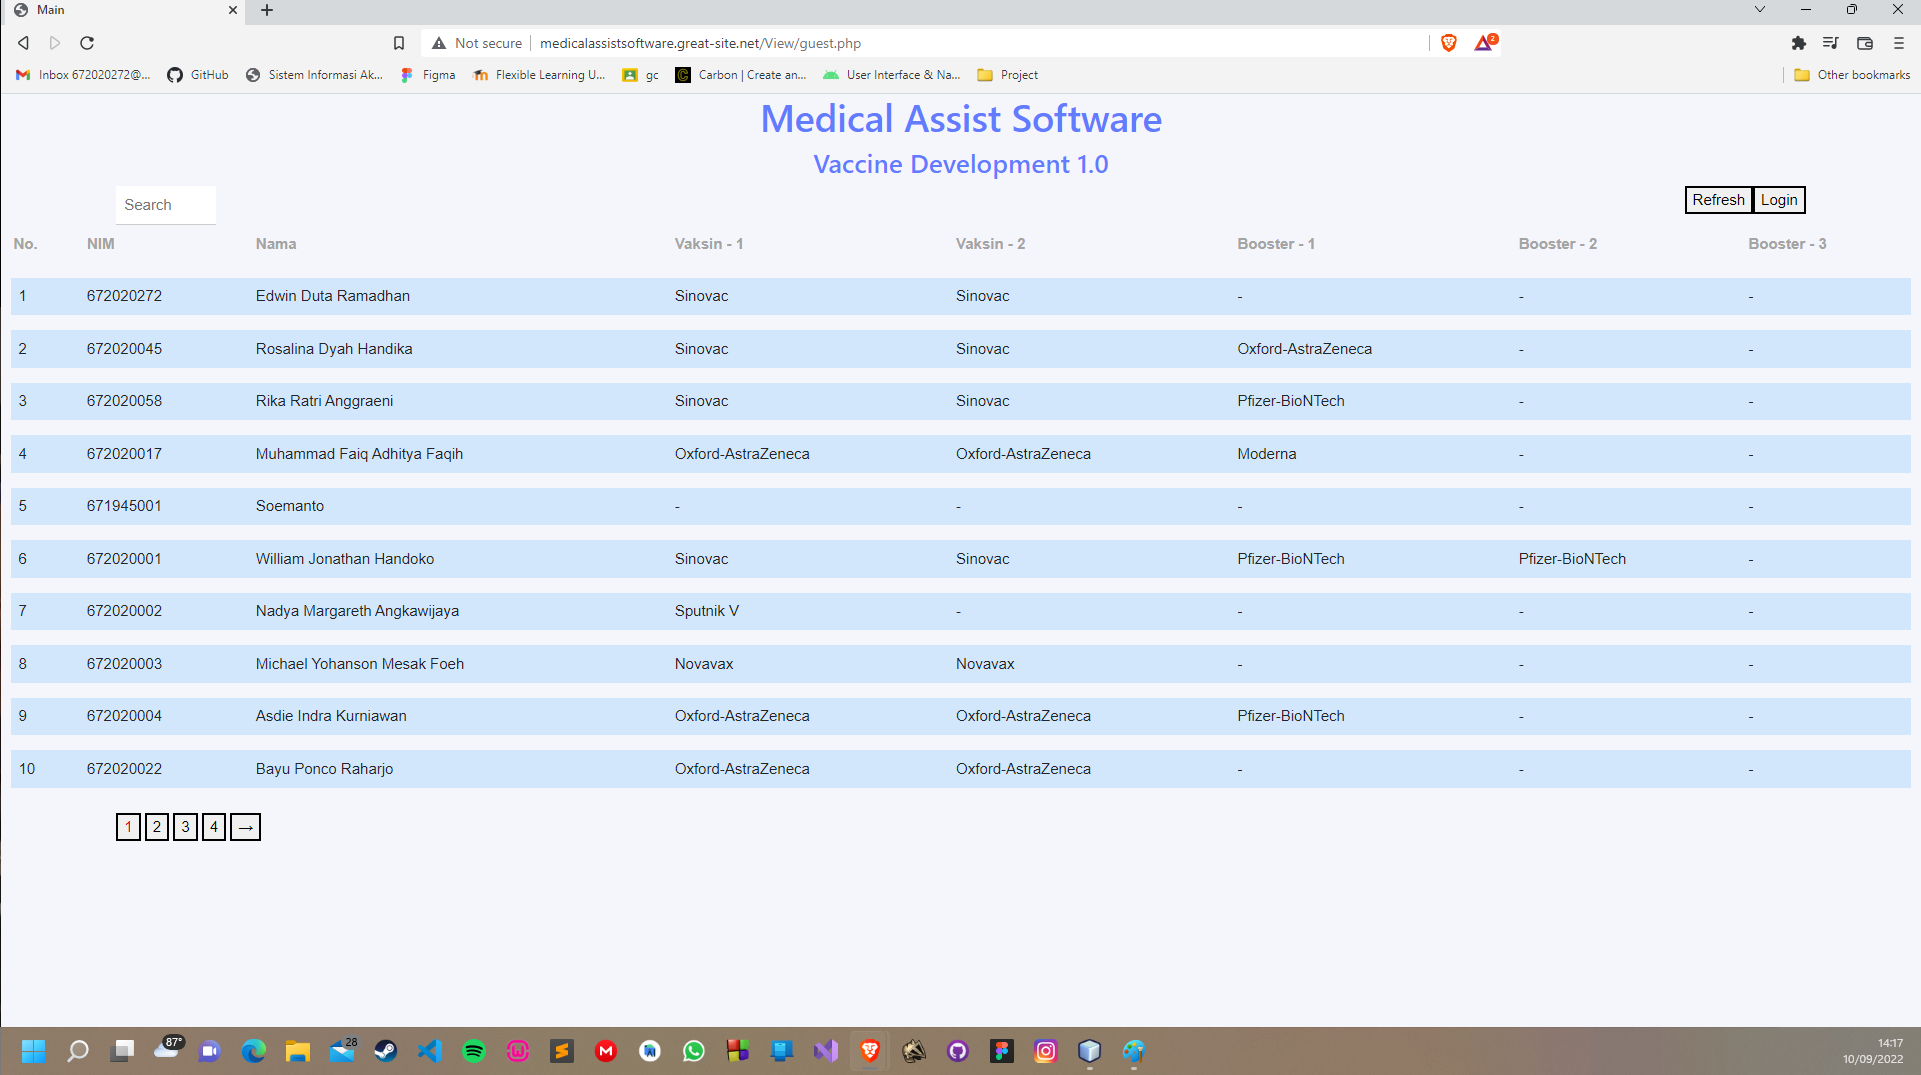 Main
Not secure medicalassistsoftware.great-site.net/View/guest.php 2
Inbox 672020272@... GitHub Sistem Informasi Ak... Figma Flexible Learning U... gc Carbon | Create an... User Interface & Na... Project Other bookmarks
Medical Assist Software
Vaccine Development 1.0
Search Refresh Login
No. NIM Nama Vaksin - 1 Vaksin - 2 Booster - 1 Booster - 2 Booster - 3
1 672020272 Edwin Duta Ramadhan Sinovac Sinovac - - -
2 672020045 Rosalina Dyah Handika Sinovac Sinovac Oxford-AstraZeneca - -
3 672020058 Rika Ratri Anggraeni Sinovac Sinovac Pfizer-BioNTech - -
4 672020017 Muhammad Faiq Adhitya Faqih Oxford-AstraZeneca Oxford-AstraZeneca Moderna - -
5 671945001 Soemanto - - - - -
6 672020001 William Jonathan Handoko Sinovac Sinovac Pfizer-BioNTech Pfizer-BioNTech -
7 672020002 Nadya Margareth Angkawijaya Sputnik V - - - -
8 672020003 Michael Yohanson Mesak Foeh Novavax Novavax - - -
9 672020004 Asdie Indra Kurniawan Oxford-AstraZeneca Oxford-AstraZeneca Pfizer-BioNTech - -
10 672020022 Bayu Ponco Raharjo Oxford-AstraZeneca Oxford-AstraZeneca - - -
1 2 3 4 →
87° 28 14:17
10/09/2022